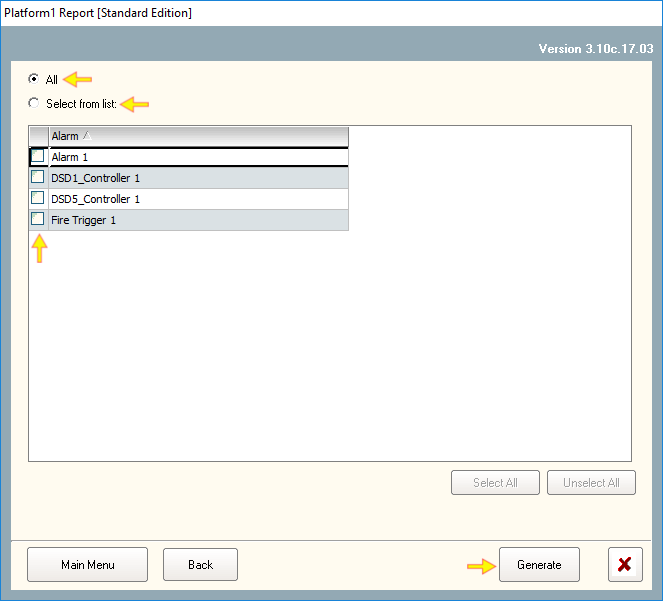 Platform1 Report [Standard Edition]
Version 3.10c.17.03
All
Select from list:
Alarm
Alarm 1
DSD1_Controller 1
DSD5_Controller 1
Fire Trigger 1
Select All
Unselect All
Main Menu
Back
Generate